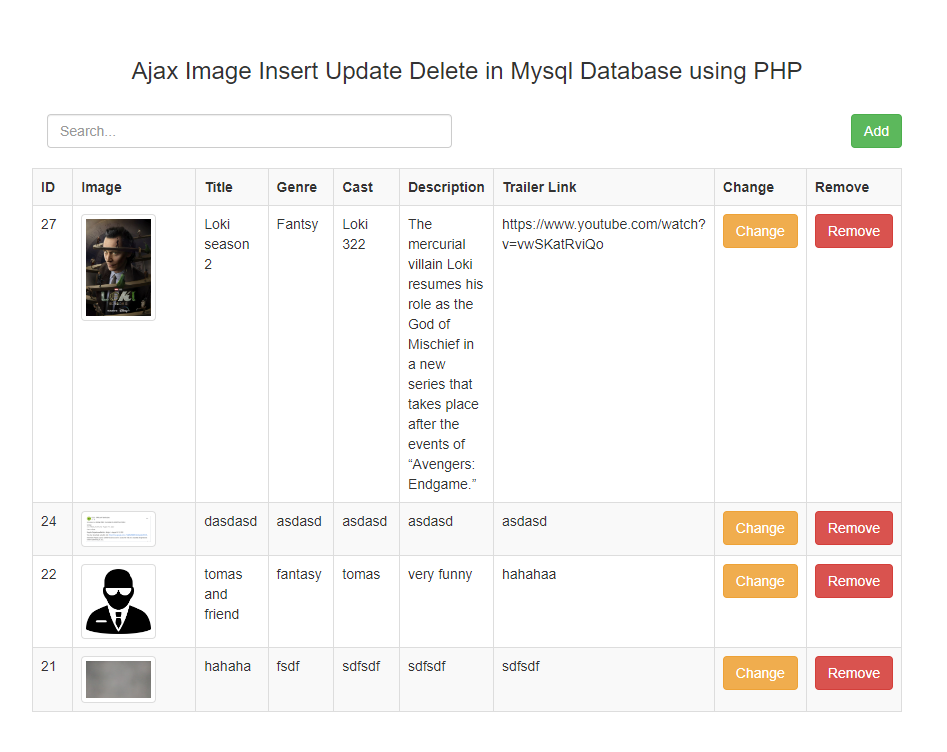 Ajax Image Insert Update Delete in Mysql Database using PHP
Search...
Add
ID Image Title Genre Cast Description Trailer Link Change Remove
27
LOKI
Loki
season
2
Fantsy
Loki
322
The
mercurial
villain Loki
resumes his
role as the
God of
Mischief in
a new
series that
takes place
after the
events of
“Avengers:
Endgame.”
https://www.youtube.com/watch?
v=vwSKatRviQo
Change
Remove
24
dasdasd
asdasd
asdasd
asdasd
asdasd
Change
Remove
22
tomas
and
friend
fantasy
tomas
very funny
hahahaa
Change
Remove
21
hahaha
fsdf
sdfsdf
sdfsdf
sdfsdf
Change
Remove